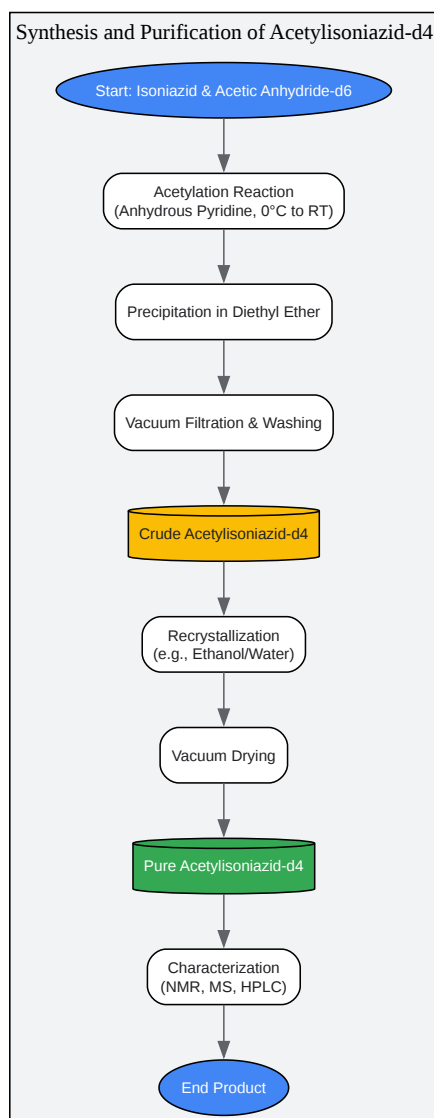 Synthesis and Purification of Acetylisoniazid-d4
Start: Isoniazid & Acetic Anhydride-d6
Acetylation Reaction
(Anhydrous Pyridine, 0°C to RT)
Precipitation in Diethyl Ether
Vacuum Filtration & Washing
Crude Acetylisoniazid-d4
Recrystallization
(e.g., Ethanol/Water)
Vacuum Drying
Pure Acetylisoniazid-d4
Characterization
(NMR, MS, HPLC)
End Product